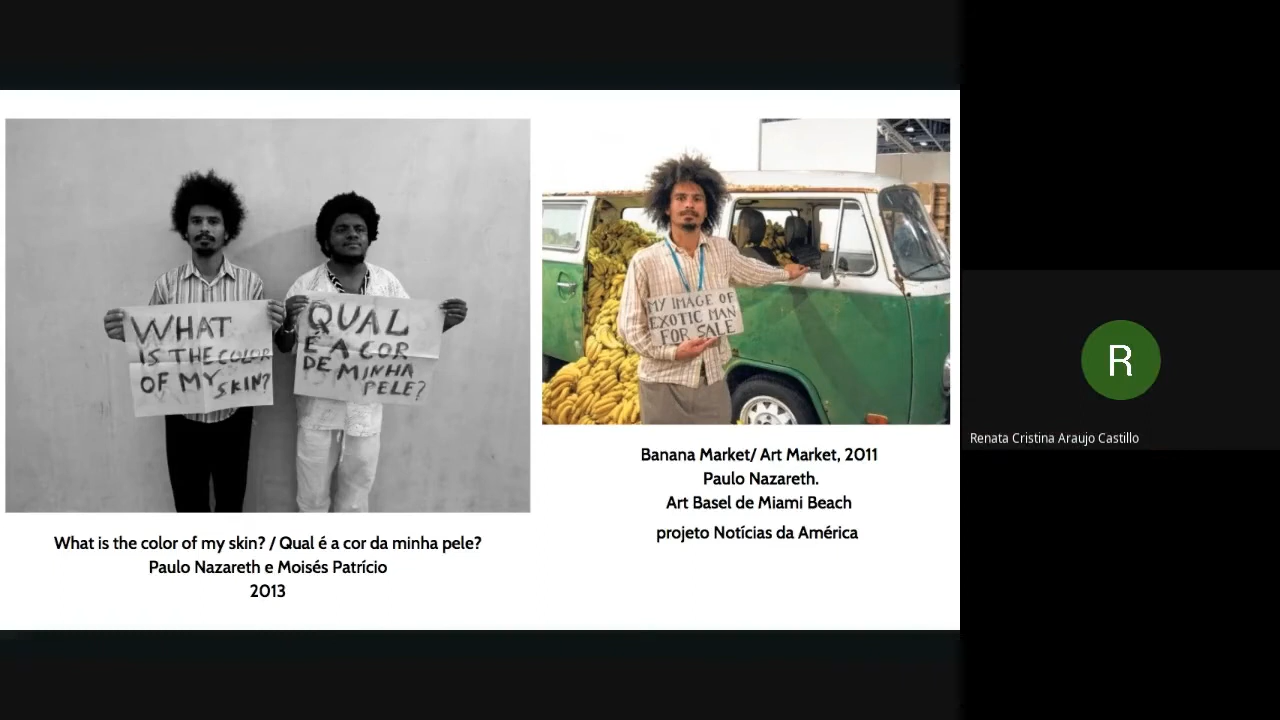 WHAT
IS THE COLOR
OF MY SKIN?
QUAL
É A COR
DE MINHA
PELE?
What is the color of my skin? / Qual é a cor da minha pele?
Paulo Nazareth e Moisés Patrício
2013
MY IMAGE OF
EXOTIC MAN
FOR SALE
Banana Market/ Art Market, 2011
Paulo Nazareth.
Art Basel de Miami Beach
projeto Notícias da América
R
Renata Cristina Araujo Castillo